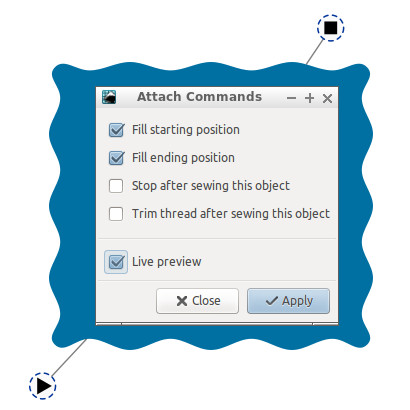 Attach Commands
Fill starting position
Fill ending position
Stop after sewing this object
Trim thread after sewing this object
Live preview
Close Apply